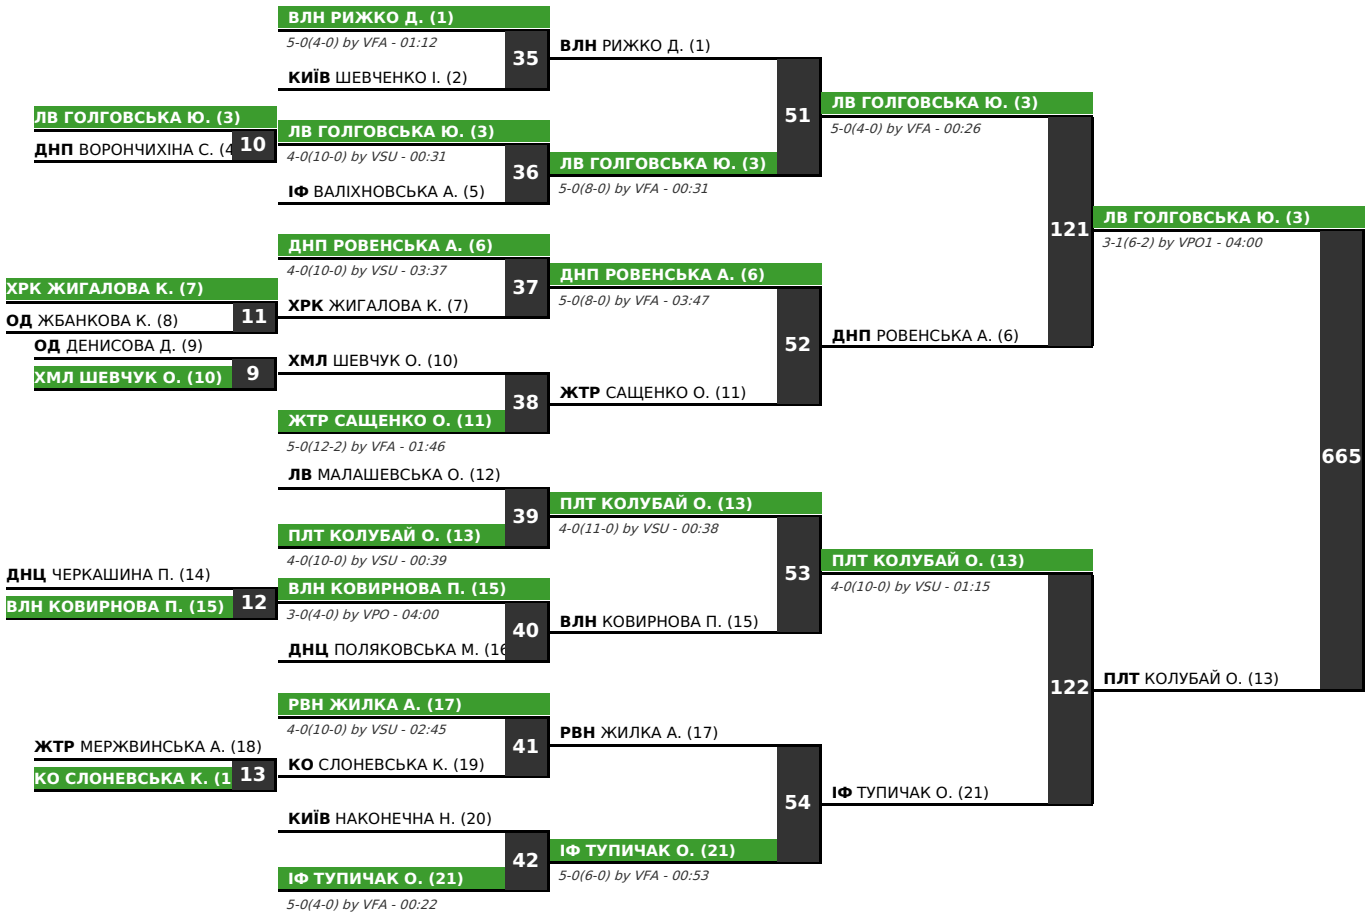 ЛВ ГОЛГОВСЬКА Ю. (3)
ДНП ВОРОНЧИХІНА С. (4
10
ХРК ЖИГАЛОВА К. (7)
ОД ЖБАНКОВА К. (8)
11
ОД ДЕНИСОВА Д. (9)
ХМЛ ШЕВЧУК О. (10)
9
ДНЦ ЧЕРКАШИНА П. (14)
ВЛН КОВИРНОВА П. (15)
12
ЖТР МЕРЖВИНСЬКА А. (18)
КО СЛОНЕВСЬКА К. (1
13
ВЛН РИЖКО Д. (1)
5-0(4-0) by VFA - 01:12
КИЇВ ШЕВЧЕНКО І. (2)
35
ЛВ ГОЛГОВСЬКА Ю. (3)
4-0(10-0) by VSU - 00:31
ІФ ВАЛІХНОВСЬКА А. (5)
36
ДНП РОВЕНСЬКА А. (6)
4-0(10-0) by VSU - 03:37
ХРК ЖИГАЛОВА К. (7)
37
ХМЛ ШЕВЧУК О. (10)
ЖТР САЩЕНКО О. (11)
38
5-0(12-2) by VFA - 01:46
ЛВ МАЛАШЕВСЬКА О. (12)
ПЛТ КОЛУБАЙ О. (13)
39
4-0(10-0) by VSU - 00:39
ВЛН КОВИРНОВА П. (15)
3-0(4-0) by VPO - 04:00
ДНЦ ПОЛЯКОВСЬКА М. (16
40
РВН ЖИЛКА А. (17)
4-0(10-0) by VSU - 02:45
КО СЛОНЕВСЬКА К. (19)
41
КИЇВ НАКОНЕЧНА Н. (20)
ІФ ТУПИЧАК О. (21)
42
5-0(4-0) by VFA - 00:22
ВЛН РИЖКО Д. (1)
ЛВ ГОЛГОВСЬКА Ю. (3)
51
5-0(8-0) by VFA - 00:31
ДНП РОВЕНСЬКА А. (6)
5-0(8-0) by VFA - 03:47
ЖТР САЩЕНКО О. (11)
52
ПЛТ КОЛУБАЙ О. (13)
4-0(11-0) by VSU - 00:38
ВЛН КОВИРНОВА П. (15)
53
РВН ЖИЛКА А. (17)
ІФ ТУПИЧАК О. (21)
54
5-0(6-0) by VFA - 00:53
ЛВ ГОЛГОВСЬКА Ю. (3)
5-0(4-0) by VFA - 00:26
ДНП РОВЕНСЬКА А. (6)
121
ПЛТ КОЛУБАЙ О. (13)
4-0(10-0) by VSU - 01:15
ІФ ТУПИЧАК О. (21)
122
ЛВ ГОЛГОВСЬКА Ю. (3)
3-1(6-2) by VPO1 - 04:00
ПЛТ КОЛУБАЙ О. (13)
665